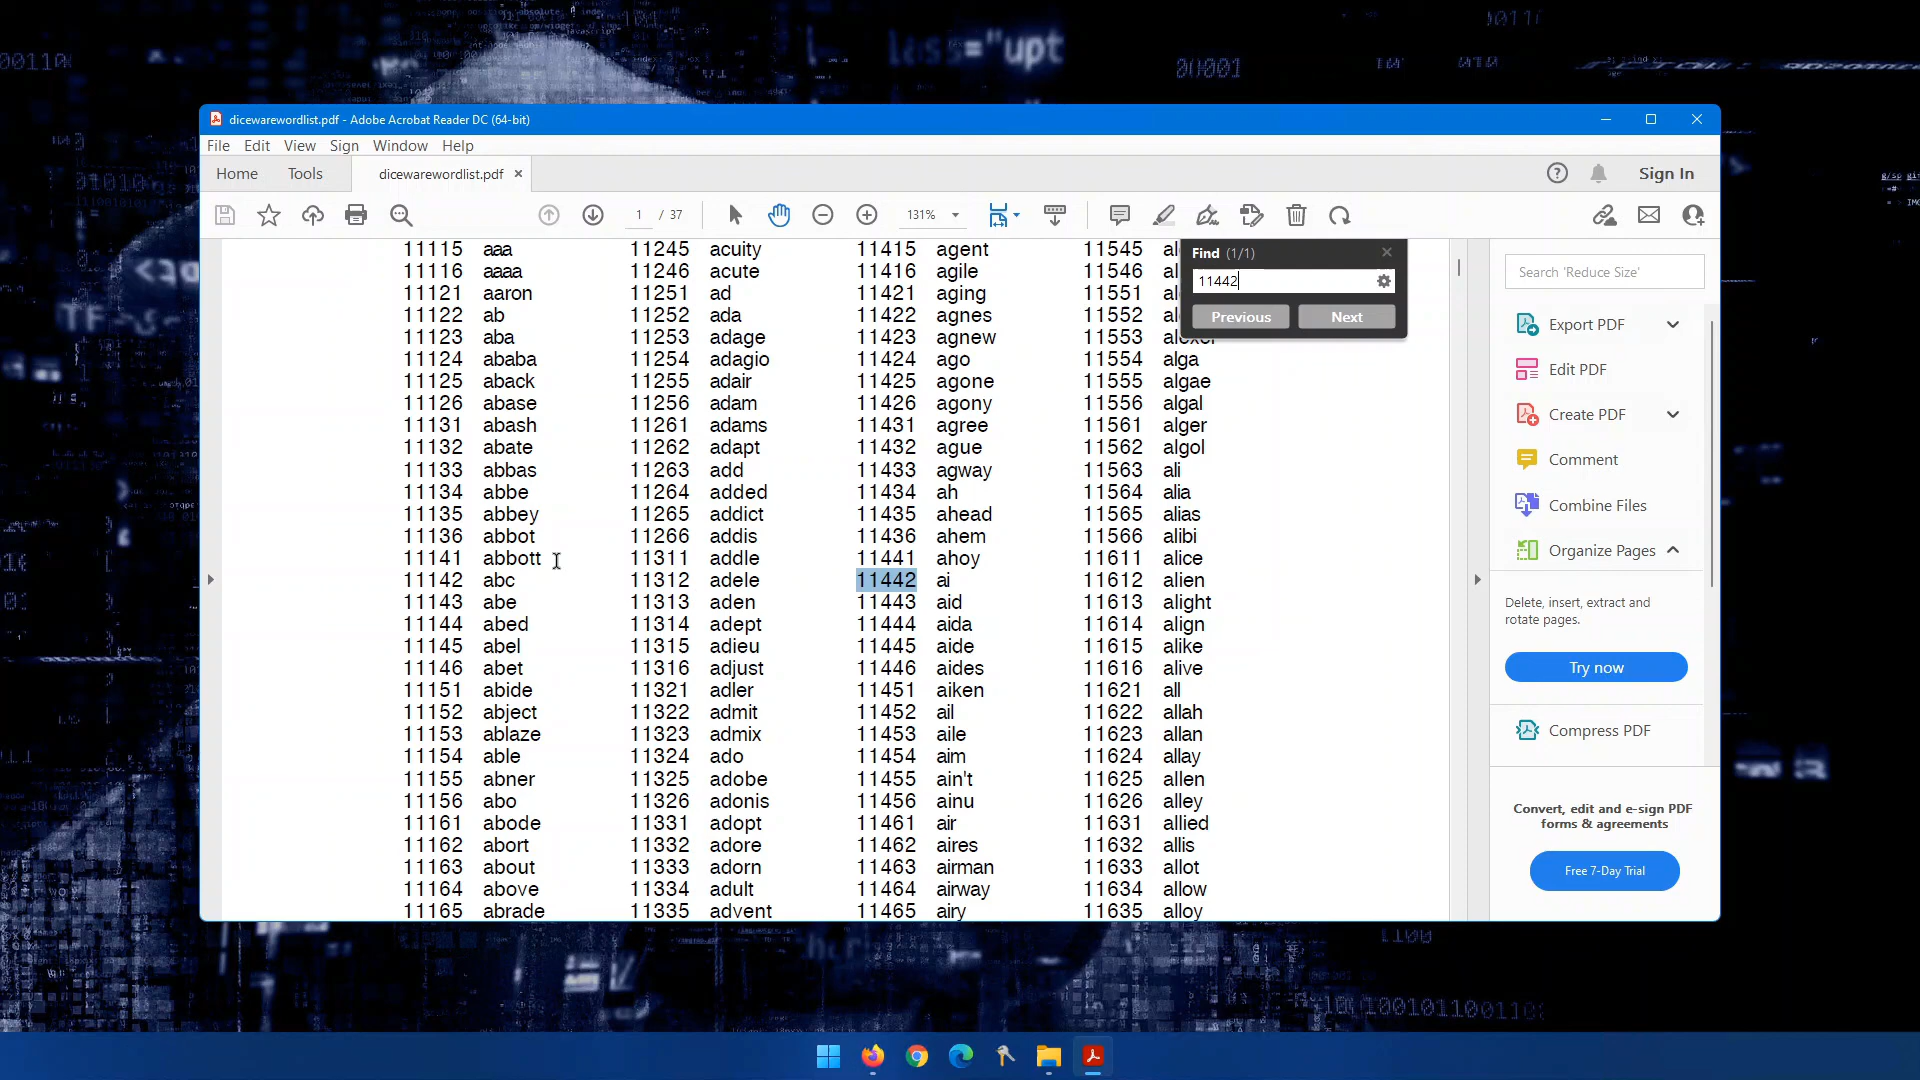 lass="upt
00001
dicewarewordlist.pdf - Adobe Acrobat Reader DC (64-bit)
File Edit View Sign Window Help
Home Tools dicewarewordlist.pdf × Sign In
1 / 37 131%
11115 aaa 11245 acuity 11415 agent 11545 al
11116 aaaa 11246 acute 11416 agile 11546 al
11121 aaron 11251 ad 11421 aging 11551 al
11122 ab 11252 ada 11422 agnes 11552 al
11123 aba 11253 adage 11423 agnew 11553
11124 ababa 11254 adagio 11424 ago 11554 alga
11125 aback 11255 adair 11425 agone 11555 algae
11126 abase 11256 adam 11426 agony 11556 algal
11131 abash 11261 adams 11431 agree 11561 alger
11132 abate 11262 adapt 11432 ague 11562 algol
11133 abbas 11263 add 11433 agway 11563 ali
11134 abbe 11264 added 11434 ah 11564 alia
11135 abbey 11265 addict 11435 ahead 11565 alias
11136 abbot 11266 addis 11436 ahem 11566 alibi
11141 abbott 11311 addle 11441 ahoy 11611 alice
11142 abc 11312 adele 11442 ai 11612 alien
11143 abe 11313 aden 11443 aid 11613 alight
11144 abed 11314 adept 11444 aida 11614 align
11145 abel 11315 adieu 11445 aide 11615 alike
11146 abet 11316 adjust 11446 aides 11616 alive
11151 abide 11321 adler 11451 aiken 11621 all
11152 abject 11322 admit 11452 ail 11622 allah
11153 ablaze 11323 admix 11453 aile 11623 allan
11154 able 11324 ado 11454 aim 11624 allay
11155 abner 11325 adobe 11455 ain't 11625 allen
11156 abo 11326 adonis 11456 ainu 11626 alley
11161 abode 11331 adopt 11461 air 11631 allied
11162 abort 11332 adore 11462 aires 11632 allis
11163 about 11333 adorn 11463 airman 11633 allot
11164 above 11334 adult 11464 airway 11634 allow
11165 abrade 11335 advent 11465 airy 11635 alloy
Find (1/1)
11442
Previous Next
Search 'Reduce Size'
Export PDF
Edit PDF
Create PDF
Comment
Combine Files
Organize Pages
Delete, insert, extract and
rotate pages.
Try now
Compress PDF
Convert, edit and e-sign PDF
forms & agreements
Free 7-Day Trial